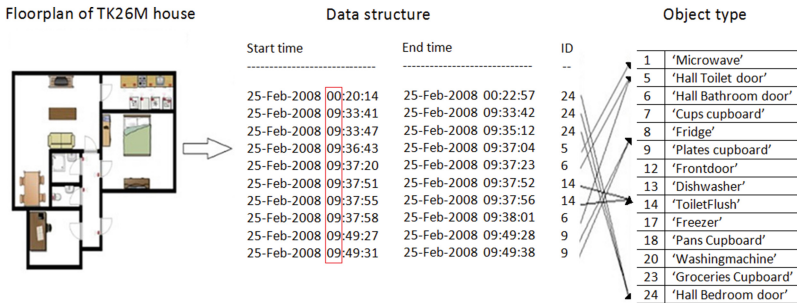 Floorplan of TK26M house
Data structure
Object type
Start time End time ID
----------------------------- ----------------------------- --
25-Feb-2008 00:20:14 25-Feb-2008 00:22:57 24
25-Feb-2008 09:33:41 25-Feb-2008 09:33:42 24
25-Feb-2008 09:33:47 25-Feb-2008 09:35:12 24
25-Feb-2008 09:36:43 25-Feb-2008 09:37:04 5
25-Feb-2008 09:37:20 25-Feb-2008 09:37:23 6
25-Feb-2008 09:37:51 25-Feb-2008 09:37:52 14
25-Feb-2008 09:37:55 25-Feb-2008 09:37:56 14
25-Feb-2008 09:37:58 25-Feb-2008 09:38:01 6
25-Feb-2008 09:49:27 25-Feb-2008 09:49:28 9
25-Feb-2008 09:49:31 25-Feb-2008 09:49:38 9
1 ‘Microwave’
5 ‘Hall Toilet door’
6 ‘Hall Bathroom door’
7 ‘Cups cupboard’
8 ‘Fridge’
9 ‘Plates cupboard’
12 ‘Frontdoor’
13 ‘Dishwasher’
14 ‘ToiletFlush’
17 ‘Freezer’
18 ‘Pans Cupboard’
20 ‘Washingmachine’
23 ‘Groceries Cupboard’
24 ‘Hall Bedroom door’